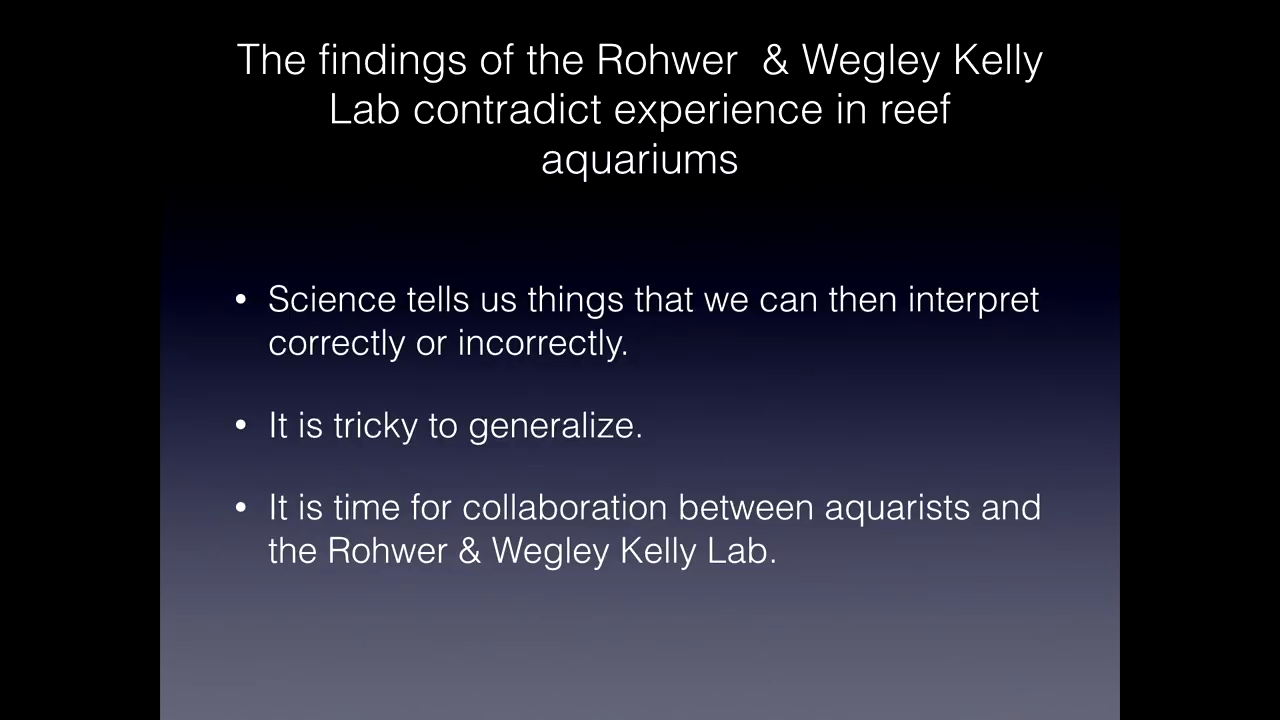 The findings of the Rohwer  & Wegley Kelly
Lab contradict experience in reef
aquariums
• Science tells us things that we can then interpret
correctly or incorrectly.
• It is tricky to generalize.
• It is time for collaboration between aquarists and
the Rohwer & Wegley Kelly Lab.